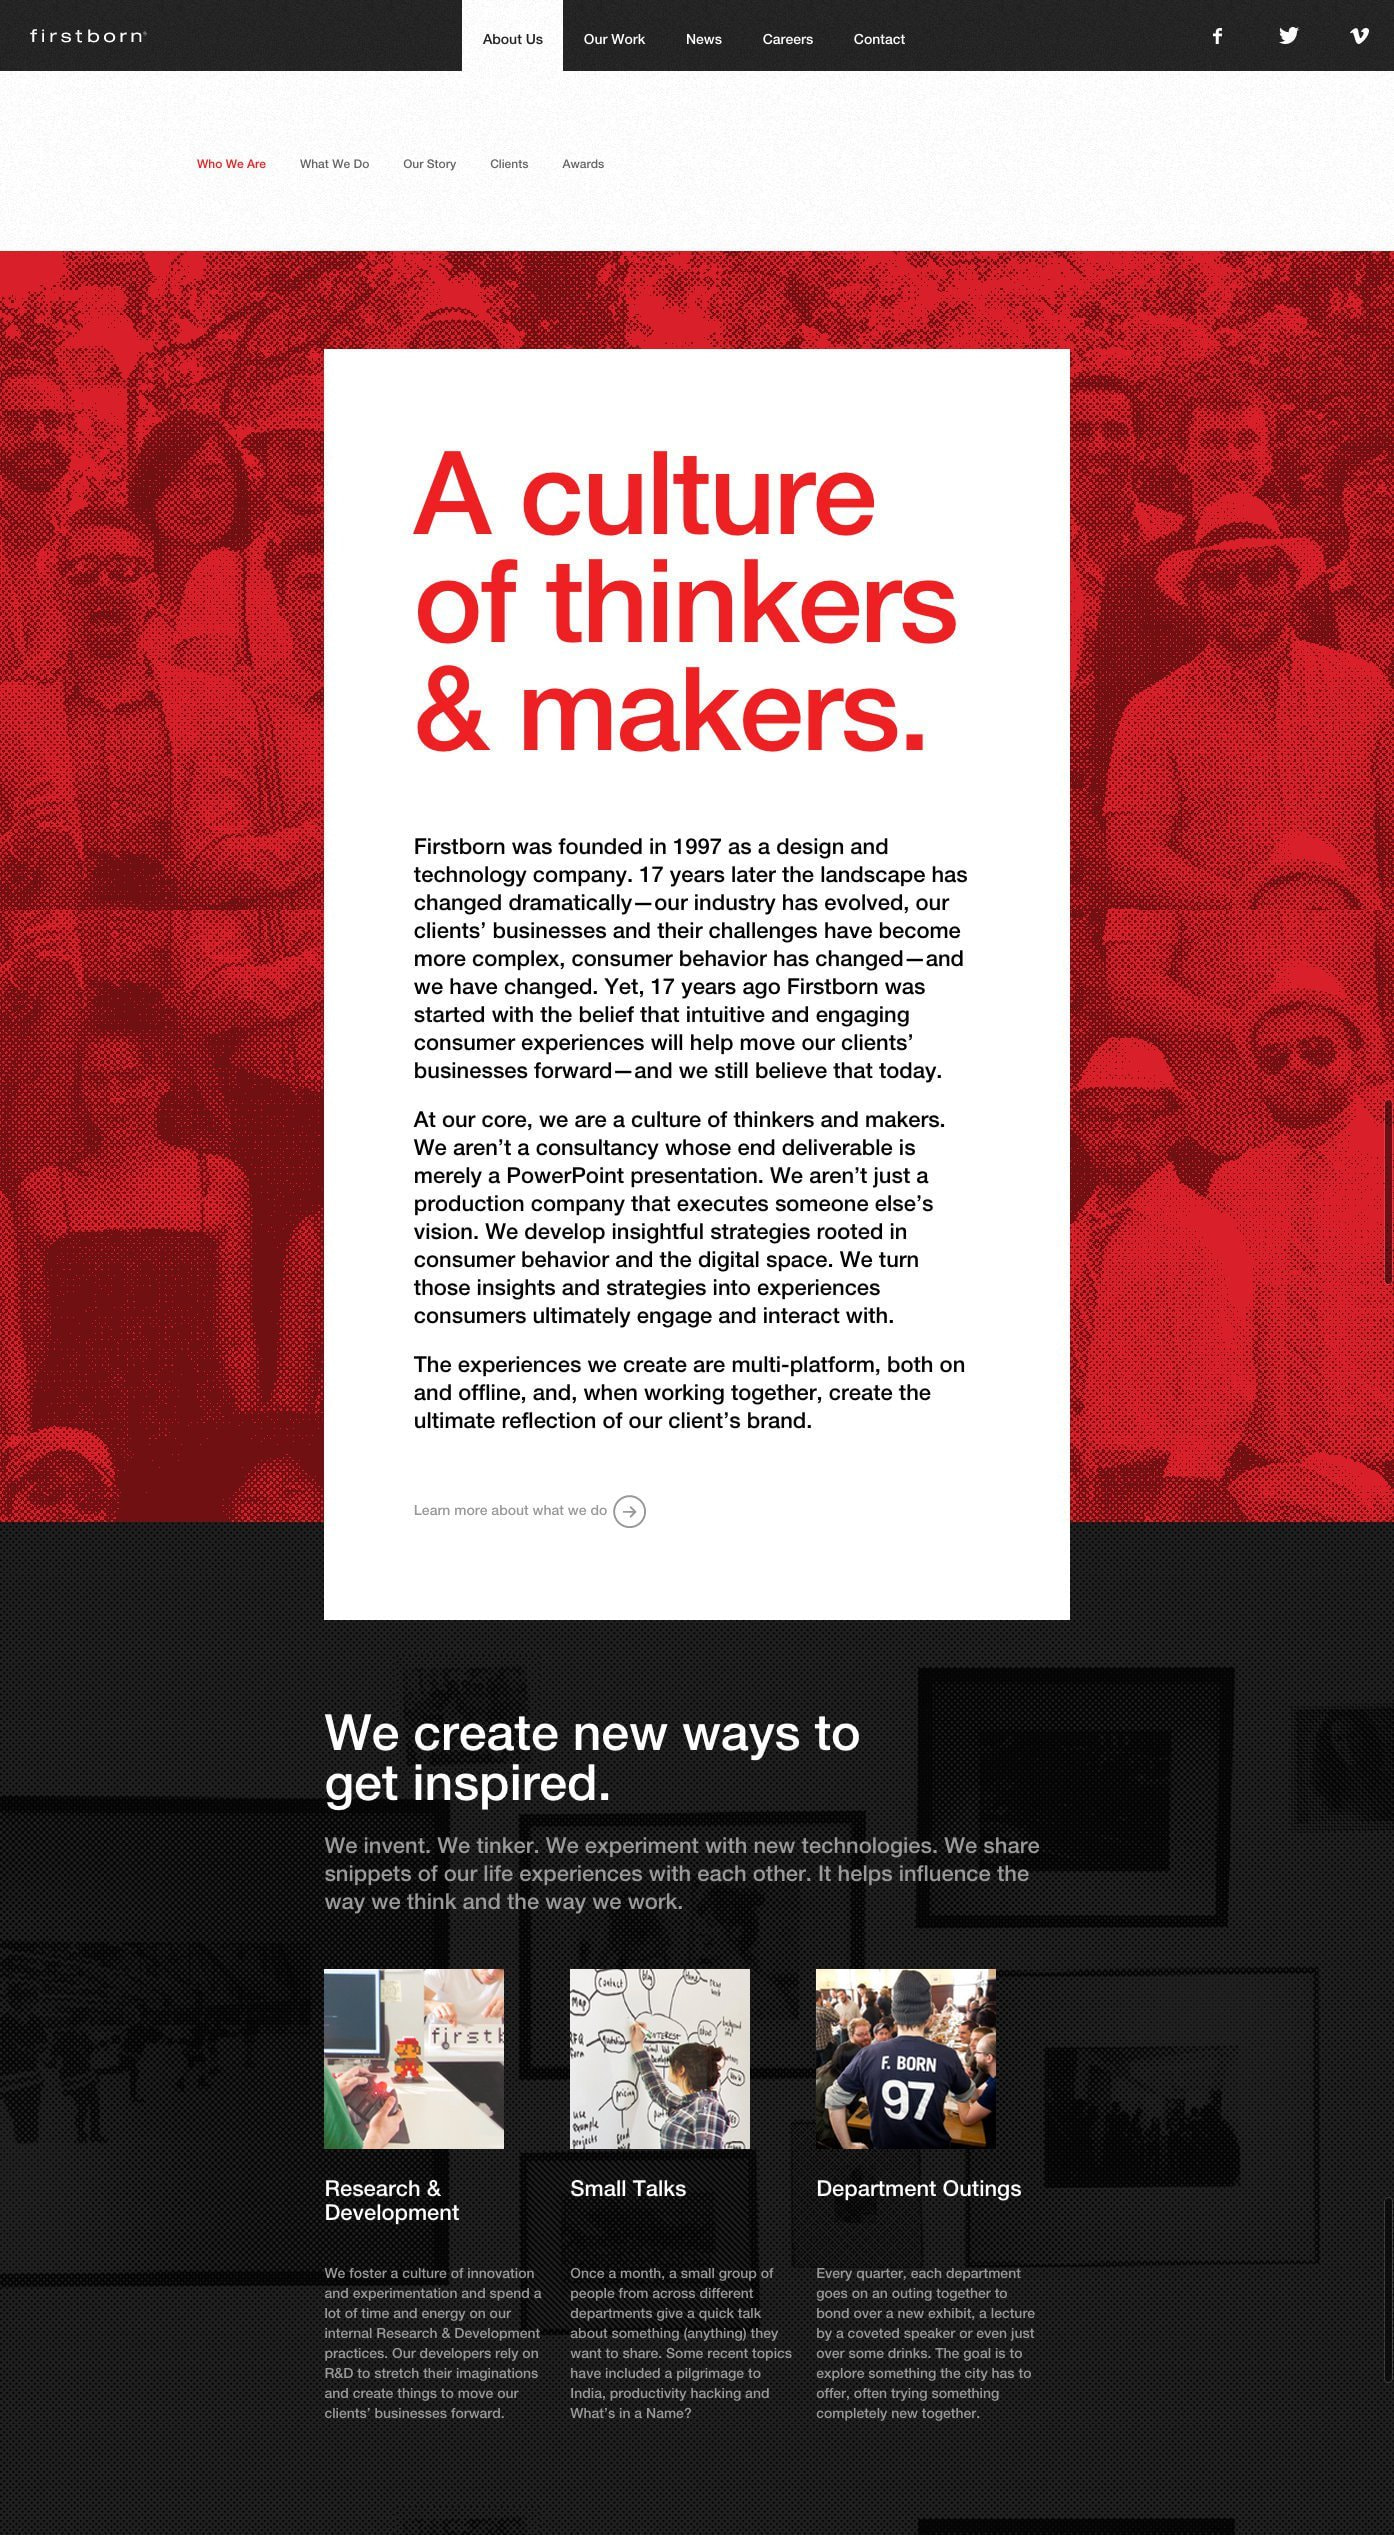 firstborn
About Us
Our Work
News
Careers
Contact
Who We Are
What We Do
Our Story
Clients
Awards
A culture
of thinkers
& makers.
Firstborn was founded in 1997 as a design and
technology company. 17 years later the landscape has
changed dramatically—our industry has evolved, our
clients’ businesses and their challenges have become
more complex, consumer behavior has changed—and
we have changed. Yet, 17 years ago Firstborn was
started with the belief that intuitive and engaging
consumer experiences will help move our clients’
businesses forward—and we still believe that today.
At our core, we are a culture of thinkers and makers.
We aren’t a consultancy whose end deliverable is
merely a PowerPoint presentation. We aren’t just a
production company that executes someone else’s
vision. We develop insightful strategies rooted in
consumer behavior and the digital space. We turn
those insights and strategies into experiences
consumers ultimately engage and interact with.
The experiences we create are multi-platform, both on
and offline, and, when working together, create the
ultimate reflection of our client’s brand.
Learn more about what we do
We create new ways to
get inspired.
We invent. We tinker. We experiment with new technologies. We share
snippets of our life experiences with each other. It helps influence the
way we think and the way we work.
firstb
Contact
blog
Map
RFQ
INTEREST
pricing
use
example
projects
F. BORN
97
Research &
Development
We foster a culture of innovation
and experimentation and spend a
lot of time and energy on our
internal Research & Development
practices. Our developers rely on
R&D to stretch their imaginations
and create things to move our
clients’ businesses forward.
Small Talks
Once a month, a small group of
people from across different
departments give a quick talk
about something (anything) they
want to share. Some recent topics
have included a pilgrimage to
India, productivity hacking and
What’s in a Name?
Department Outings
Every quarter, each department
goes on an outing together to
bond over a new exhibit, a lecture
by a coveted speaker or even just
over some drinks. The goal is to
explore something the city has to
offer, often trying something
completely new together.